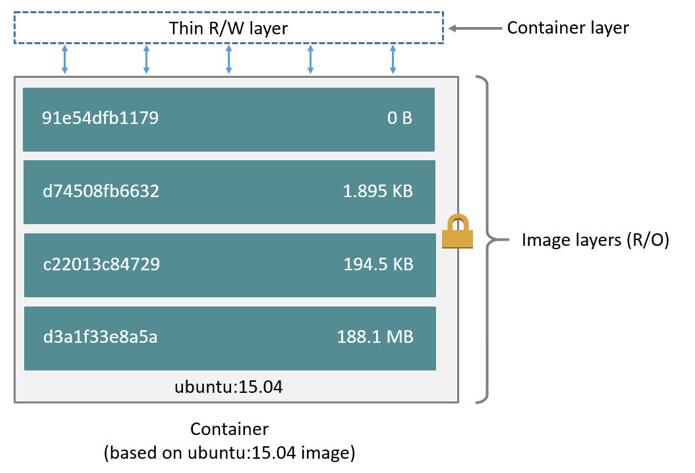 Thin R/W layer
Container layer
91e54dfb1179 0 B
d74508fb6632 1.895 KB
c22013c84729 194.5 KB
Image layers (R/O)
d3a1f33e8a5a 188.1 MB
ubuntu:15.04
Container
(based on ubuntu:15.04 image)